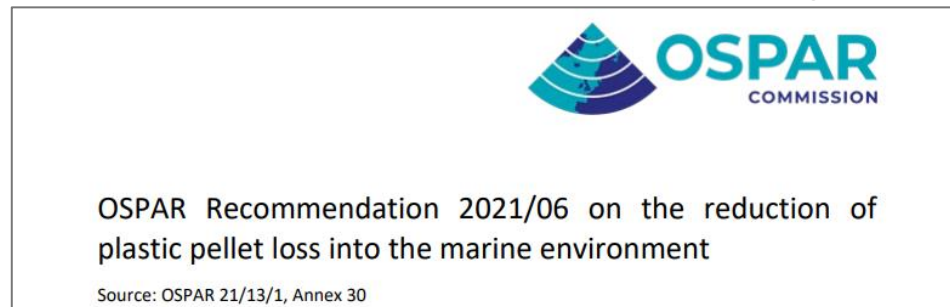 OSPAR
COMMISSION
OSPAR Recommendation 2021/06 on the reduction of
plastic pellet loss into the marine environment
Source: OSPAR 21/13/1, Annex 30